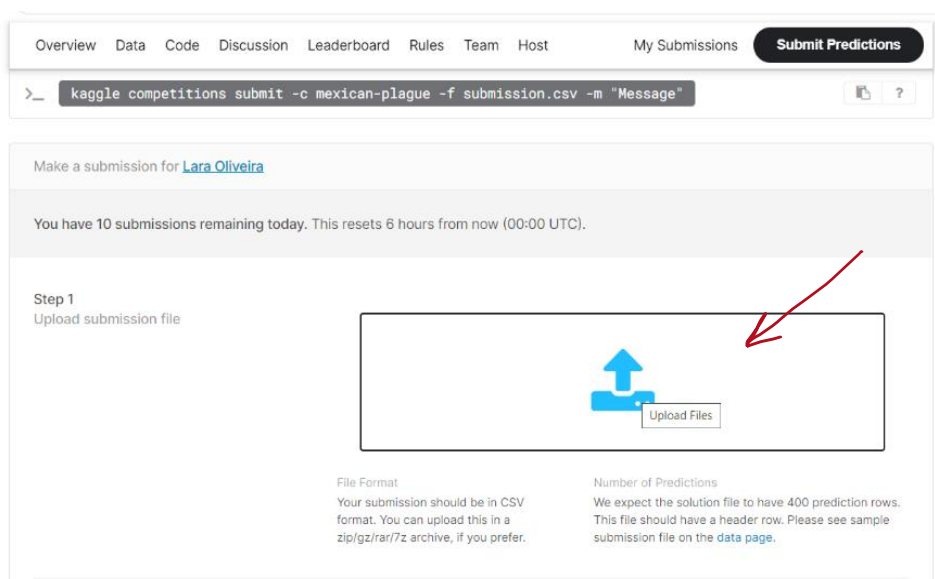 Overview Data Code Discussion Leaderboard Rules Team Host My Submissions Submit Predictions
>_ kaggle competitions submit -c mexican-plague -f submission.csv -m "Message" ?
Make a submission for Lara Oliveira
You have 10 submissions remaining today. This resets 6 hours from now (00:00 UTC).
Step 1
Upload submission file
Upload Files
File Format
Your submission should be in CSV
format. You can upload this in a
zip/gz/rar/7z archive, if you prefer.
Number of Predictions
We expect the solution file to have 400 prediction rows.
This file should have a header row. Please see sample
submission file on the data page.